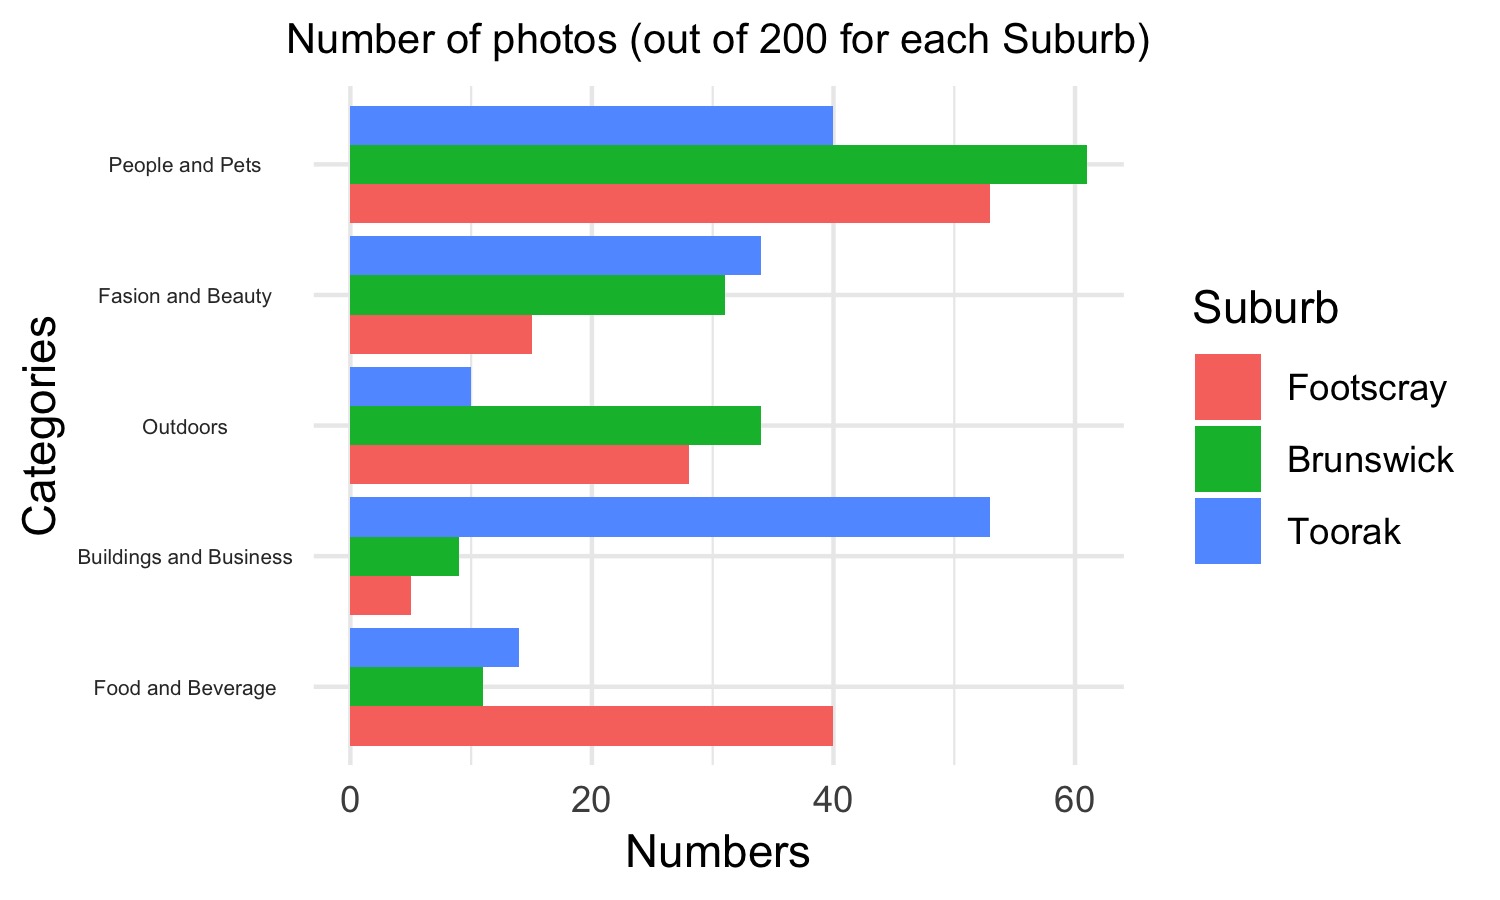 Number of photos (out of 200 for each Suburb)
Categories
People and Pets
Fasion and Beauty
Outdoors
Buildings and Business
Food and Beverage
0 20 40 60
Numbers
Suburb
Footscray
Brunswick
Toorak